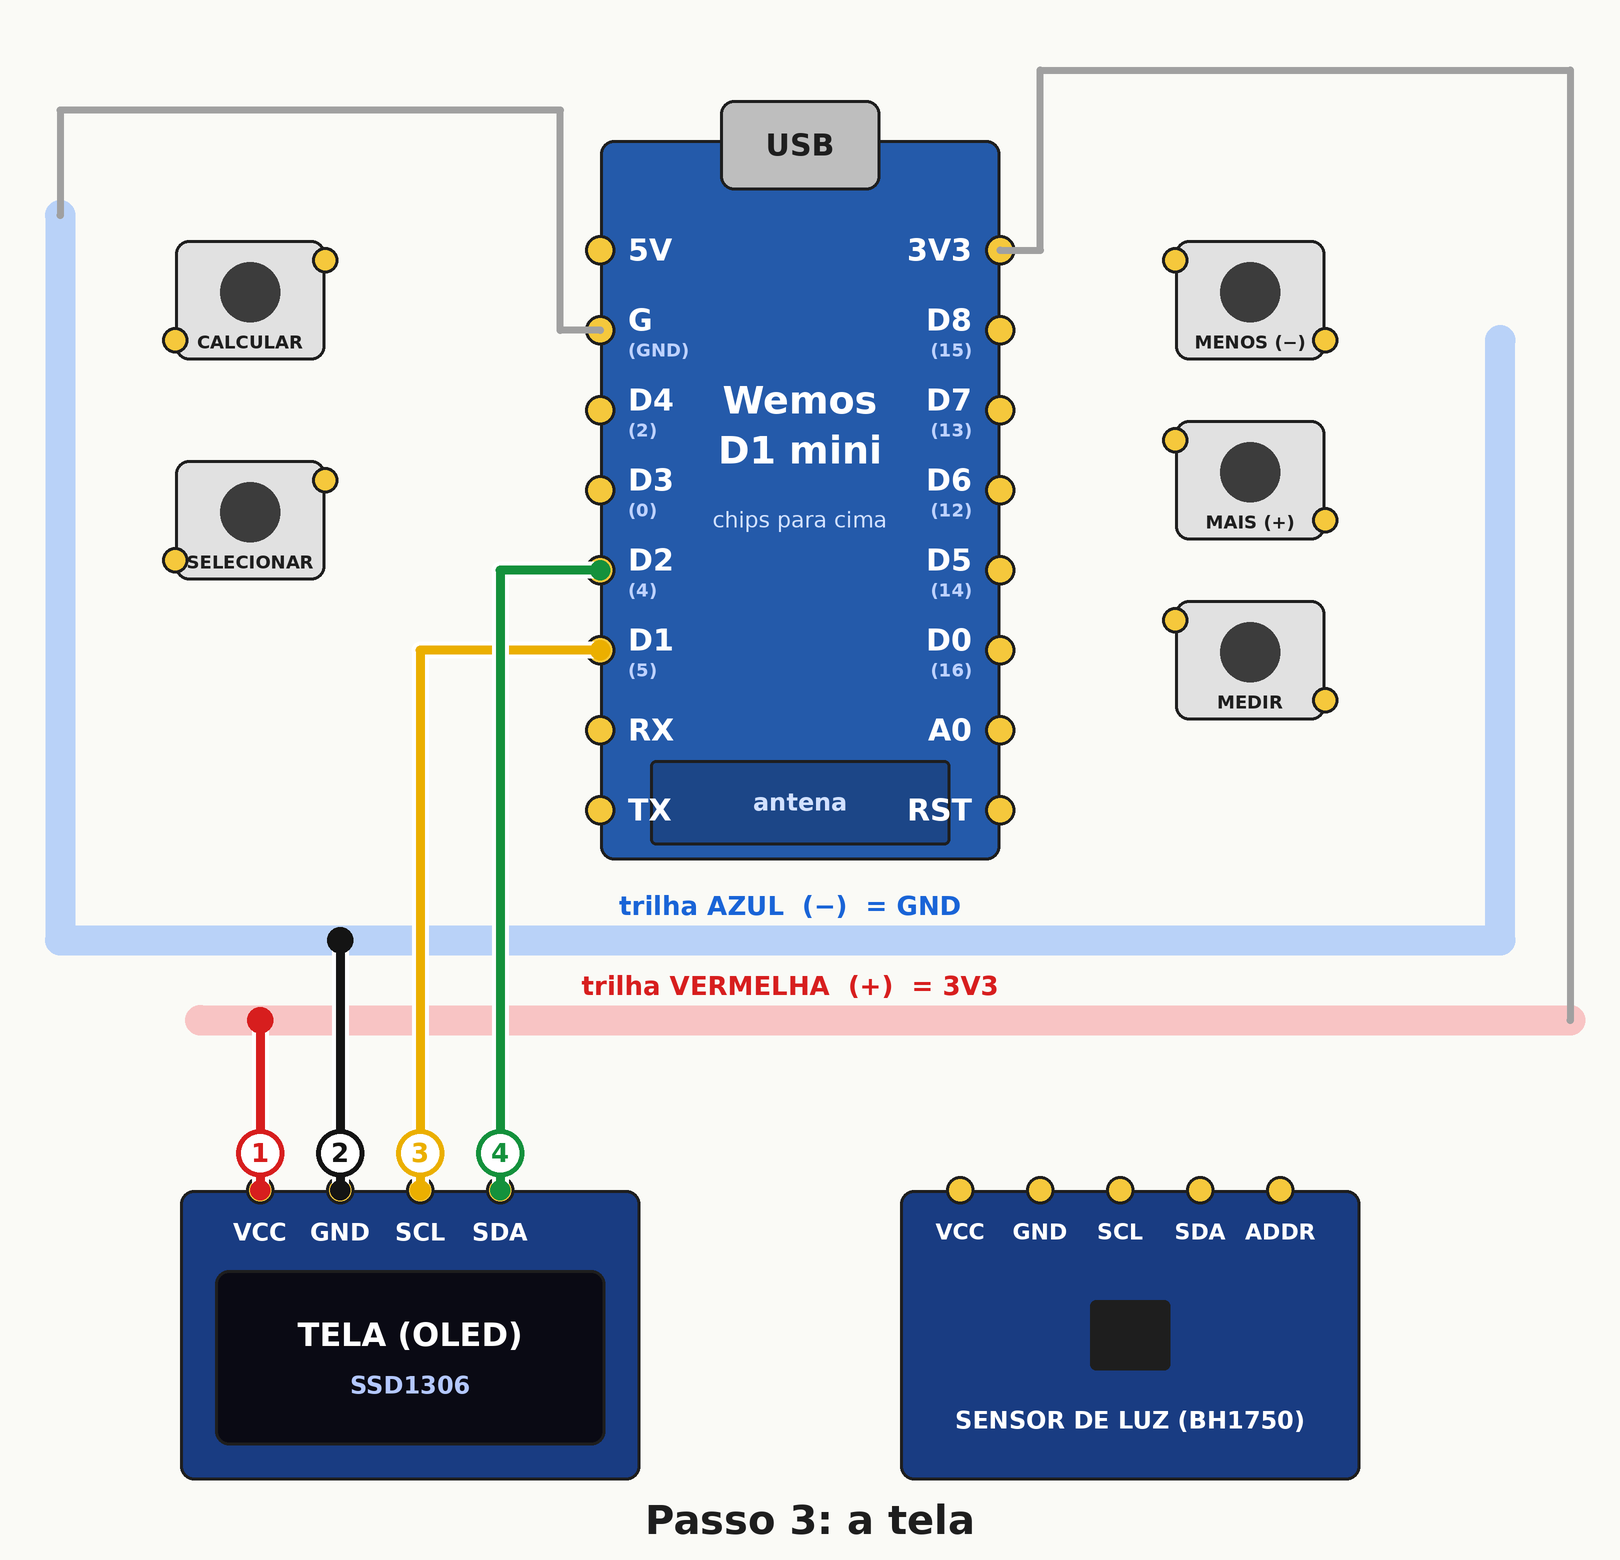 USB
5V
3V3
G
(GND)
D8
(15)
CALCULAR
MENOS (−)
D4
(2)
Wemos
D1 mini
D7
(13)
D3
(0)
chips para cima
D6
(12)
MAIS (+)
SELECIONAR
D2
(4)
D5
(14)
D1
(5)
D0
(16)
MEDIR
RX
A0
TX
antena
RST
trilha AZUL (−) = GND
trilha VERMELHA (+) = 3V3
1
2
3
4
VCC GND SCL SDA
VCC GND SCL SDA ADDR
TELA (OLED)
SSD1306
SENSOR DE LUZ (BH1750)
Passo 3: a tela